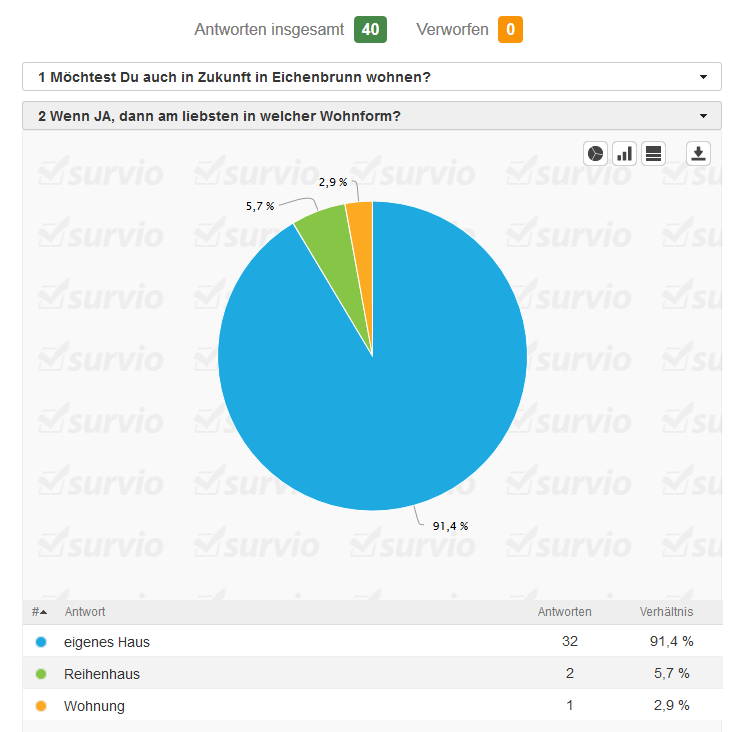 Antworten insgesamt 40 Verworfen 0
1 Möchtest Du auch in Zukunft in Eichenbrunn wohnen?
2 Wenn JA, dann am liebsten in welcher Wohnform?
survio
2,9 %
5,7 %
91,4 %
# Antwort Antworten Verhältnis
eigenes Haus 32 91,4 %
Reihenhaus 2 5,7 %
Wohnung 1 2,9 %